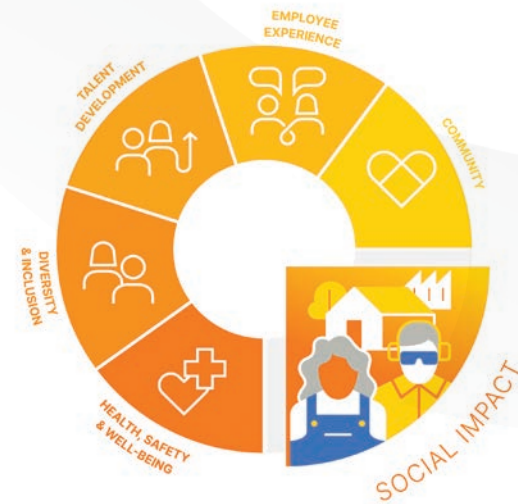 EMPLOYEE
EXPERIENCE
TALENT
DEVELOPMENT
COMMUNITY
DIVERSITY
& INCLUSION
HEALTH, SAFETY
& WELL-BEING
SOCIAL IMPACT